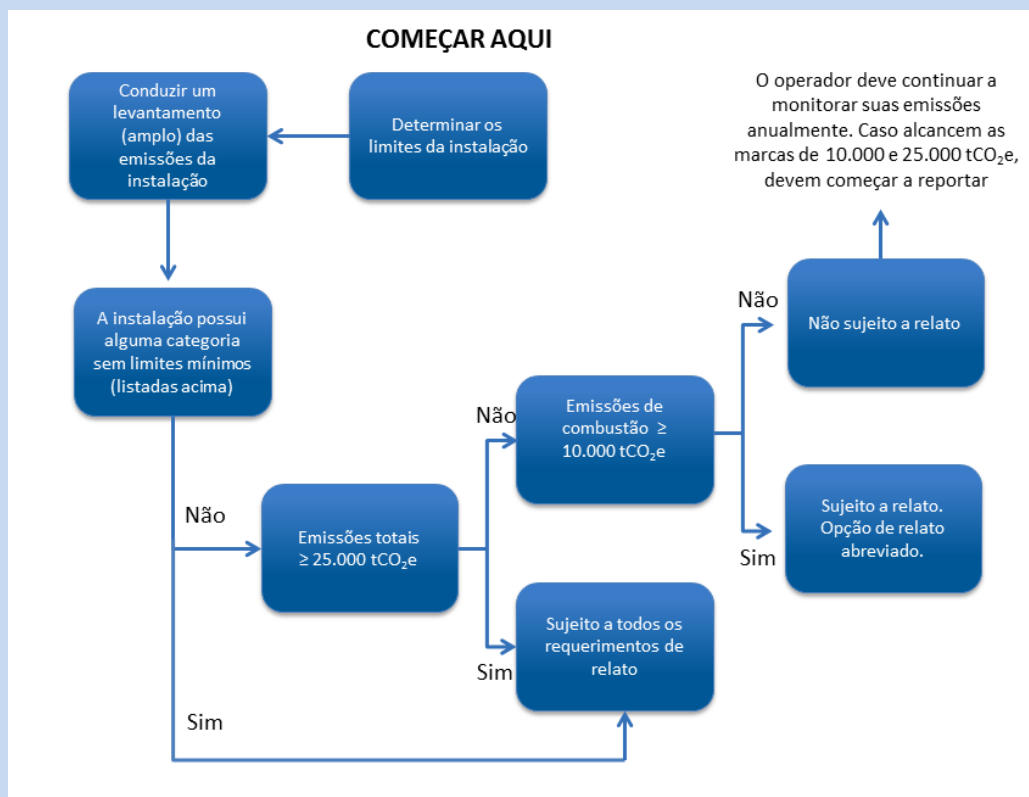 COMEÇAR AQUI
Determinar os
limites da instalação
Conduzir um
levantamento
(amplo) das
emissões da
instalação
A instalação possui
alguma categoria
sem limites mínimos
(listadas acima)
Não
Sim
Emissões totais
≥ 25.000 tCO₂e
Não
Sim
Emissões de
combustão ≥
10.000 tCO₂e
Sujeito a todos os
requerimentos de
relato
Não
Sim
Não sujeito a relato
Sujeito a relato.
Opção de relato
abreviado.
O operador deve continuar a
monitorar suas emissões
anualmente. Caso alcancem as
marcas de 10.000 e 25.000 tCO₂e,
devem começar a reportar